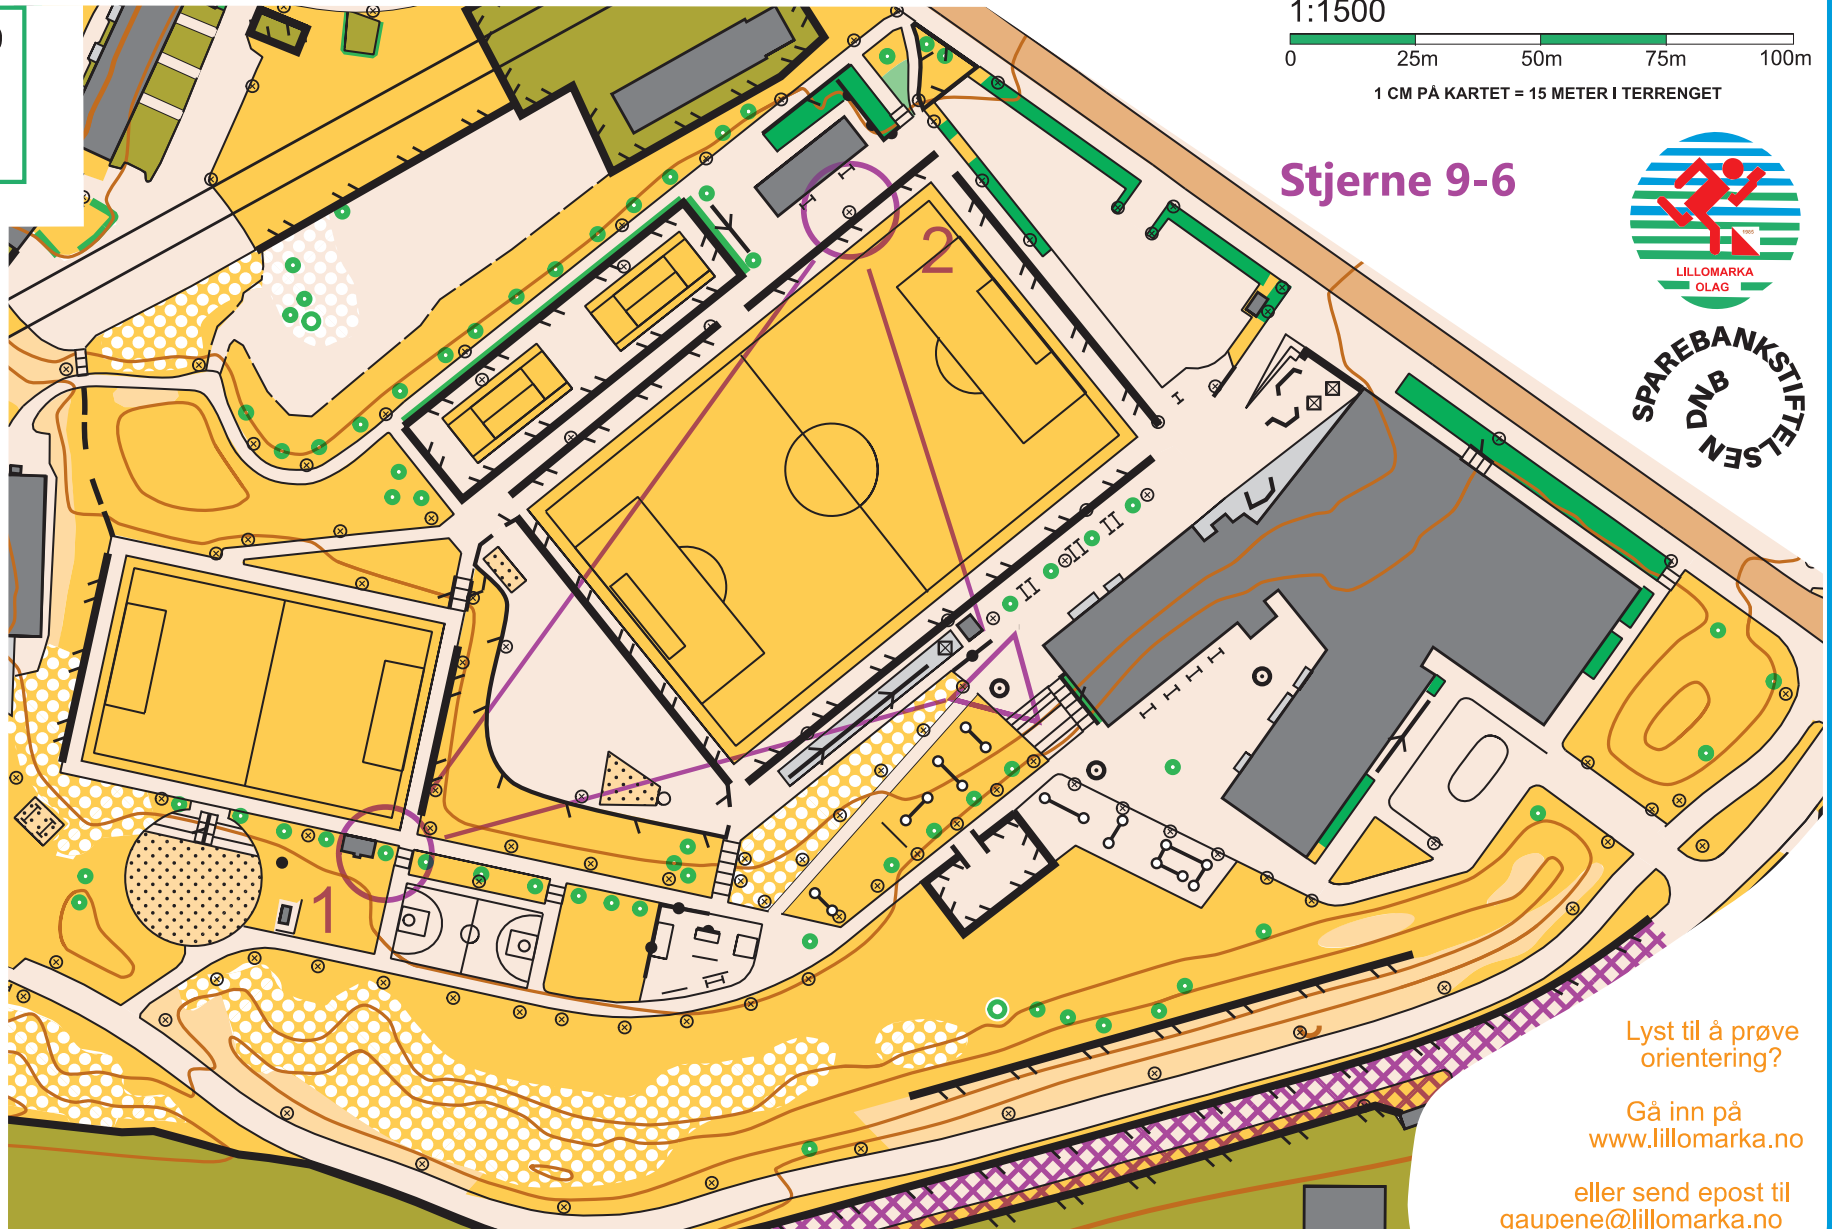 1:1500
0 25m 50m 75m 100m
1 CM PÅ KARTET = 15 METER I TERRENGET
Stjerne 9-6
LILLOMARKA
OLAG
SPAREBANKSTIFTELSEN
DNB
2
1
Lyst til å prøve
orientering?
Gå inn på
www.lillomarka.no
eller send epost til
gaupene@lillomarka.no